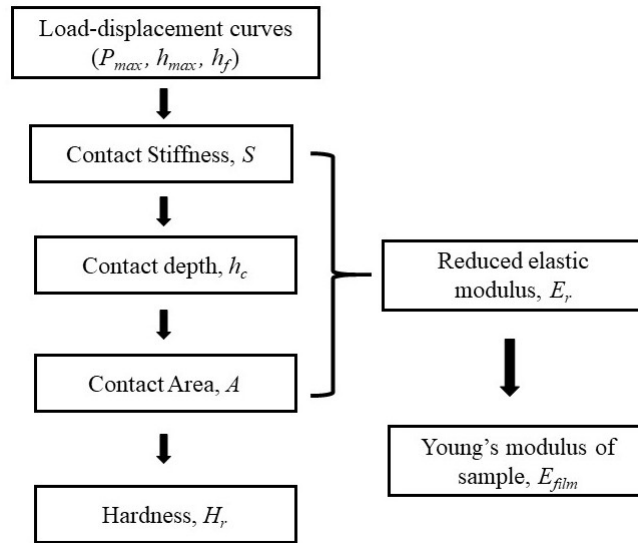 Load-displacement curves
(Pmax, hmax, hf)
Contact Stiffness, S
Contact depth, hc
Contact Area, A
Hardness, Hr.
Reduced elastic
modulus, Er.
Young's modulus of
sample, Efilm